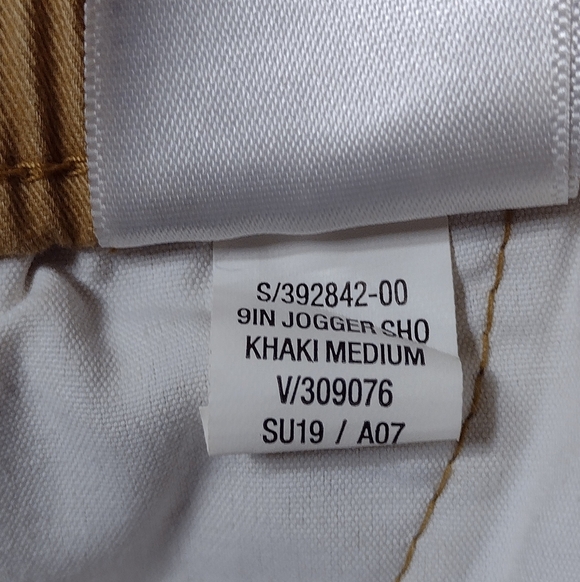 S/392842-00
9IN JOGGER SHO
KHAKI MEDIUM
V/309076
SU19 / A07